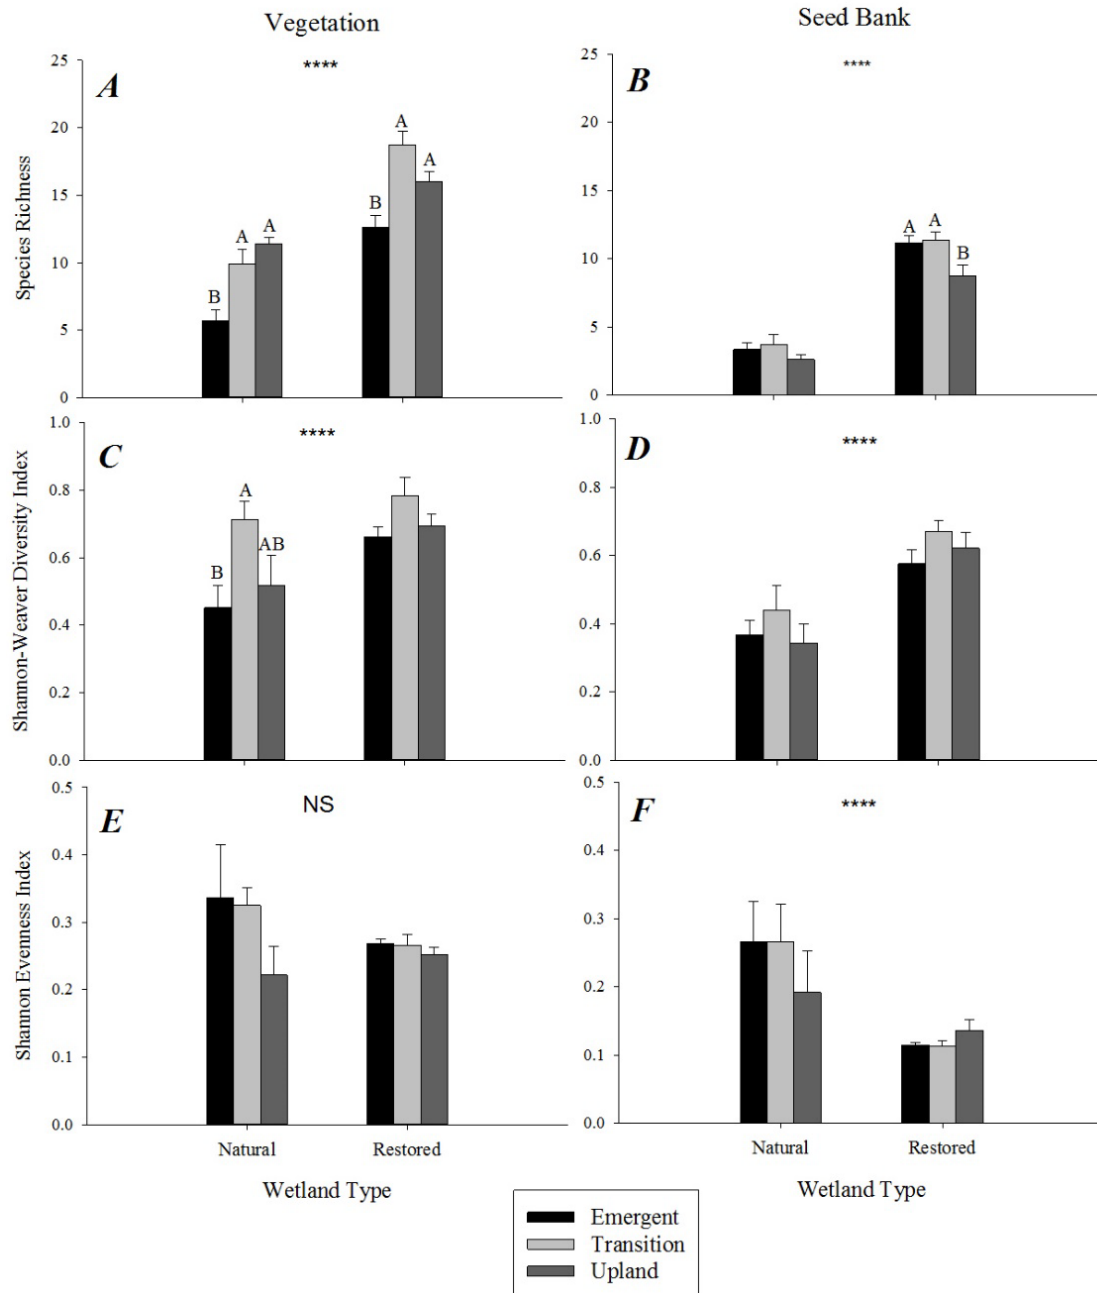 Vegetation
Seed Bank
A
****
Species Richness
25
20
15
10
5
0
B
A
A
B
A
A
B
****
25
20
15
10
5
0
A
A
B
C
****
Shannon-Weaver Diversity Index
1.0
0.8
0.6
0.4
0.2
0.0
B
A
AB
D
****
1.0
0.8
0.6
0.4
0.2
0.0
E
NS
Shannon Evenness Index
0.5
0.4
0.3
0.2
0.1
0.0
Natural
Restored
Wetland Type
F
****
0.5
0.4
0.3
0.2
0.1
0.0
Natural
Restored
Wetland Type
Emergent
Transition
Upland